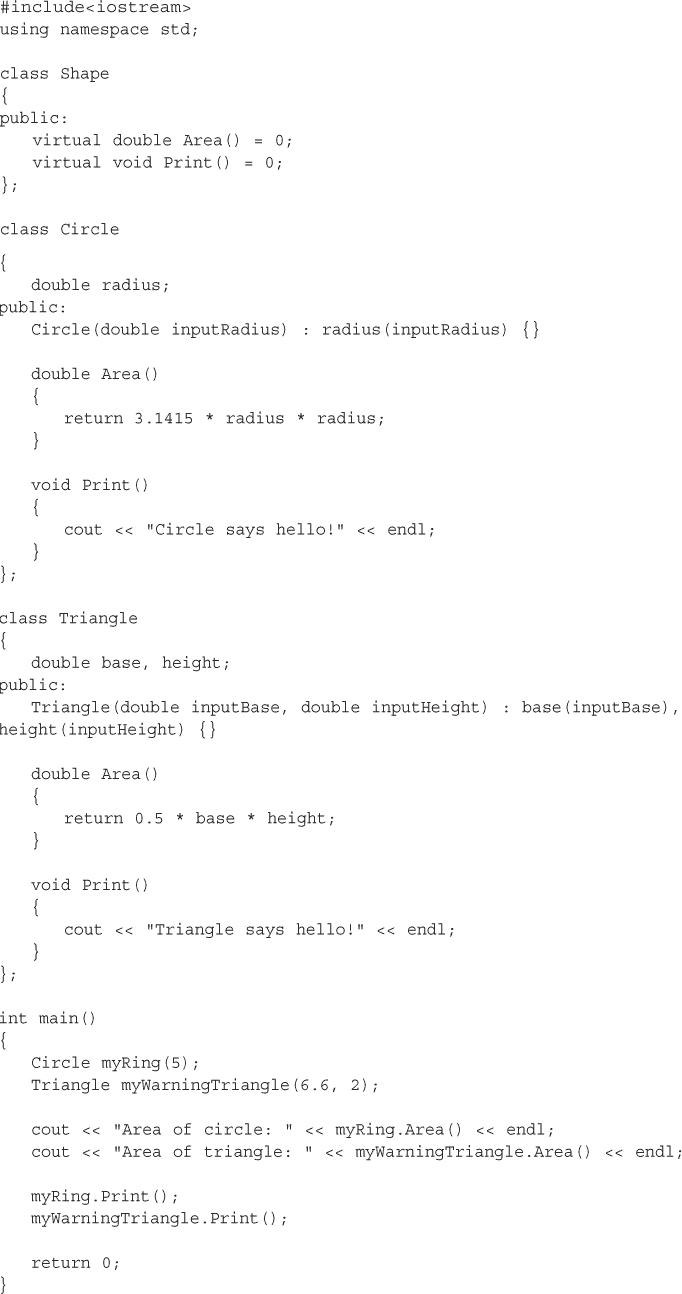 #include<iostream>
using namespace std;

class Shape
{
public:
    virtual double Area() = 0;
    virtual void Print() = 0;
};

class Circle
{
    double radius;
public:
    Circle(double inputRadius) : radius(inputRadius) {}

    double Area()
    {
        return 3.1415 * radius * radius;
    }

    void Print()
    {
        cout << "Circle says hello!" << endl;
    }
};

class Triangle
{
    double base, height;
public:
    Triangle(double inputBase, double inputHeight) : base(inputBase),
height(inputHeight) {}

    double Area()
    {
        return 0.5 * base * height;
    }

    void Print()
    {
        cout << "Triangle says hello!" << endl;
    }
};

int main()
{
    Circle myRing(5);
    Triangle myWarningTriangle(6.6, 2);

    cout << "Area of circle: " << myRing.Area() << endl;
    cout << "Area of triangle: " << myWarningTriangle.Area() << endl;

    myRing.Print();
    myWarningTriangle.Print();

    return 0;
}